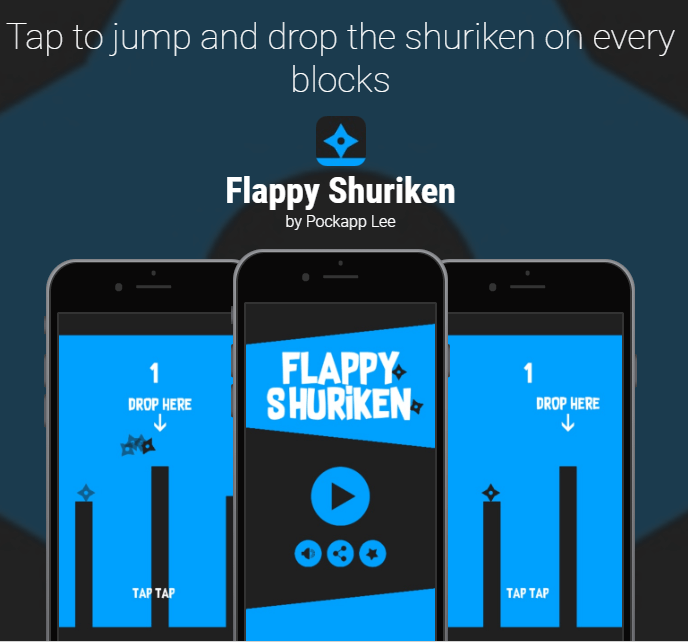 Tap to jump and drop the shuriken on every
blocks
Flappy Shuriken
by Pockapp Lee
1
DROP HERE
TAP TAP
FLAPPY
SHURiKEN
1
DROP HERE
TAP TAP